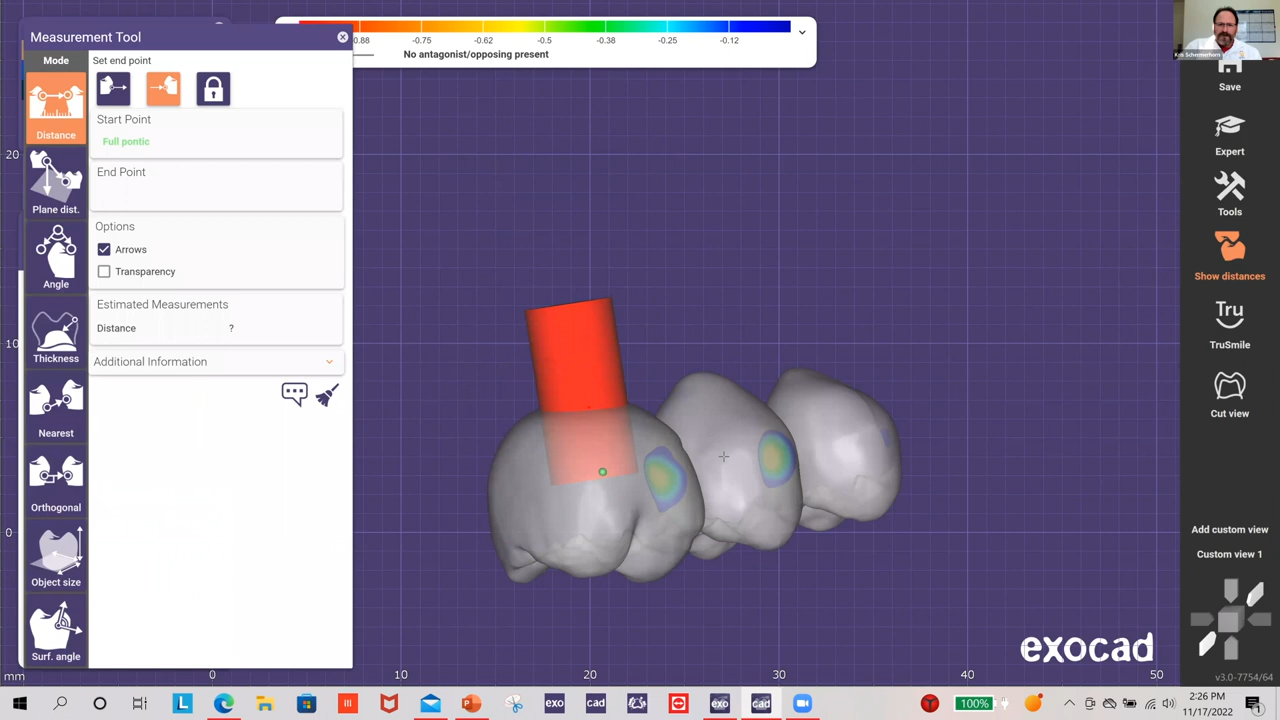 Measurement Tool
Mode
Set end point
Distance
Plane dist.
Angle
Thickness
Nearest
Orthogonal
Object size
Surf. angle
Start Point
Full pontic
End Point
Options
Arrows
Transparency
Estimated Measurements
Distance ?
Additional Information
0.88 -0.75 -0.62 -0.5 -0.38 -0.25 -0.12
No antagonist/opposing present
Kris Schermerhorn
Save
Expert
Tools
Show distances
Tru
TruSmile
Cut view
Add custom view
Custom view 1
exocad
v3.0-7754/64
20
10
0
mm 0 10 20 30 40 50
L
exo
cad
exo
cad
100%
2:26 PM
11/17/2022
1